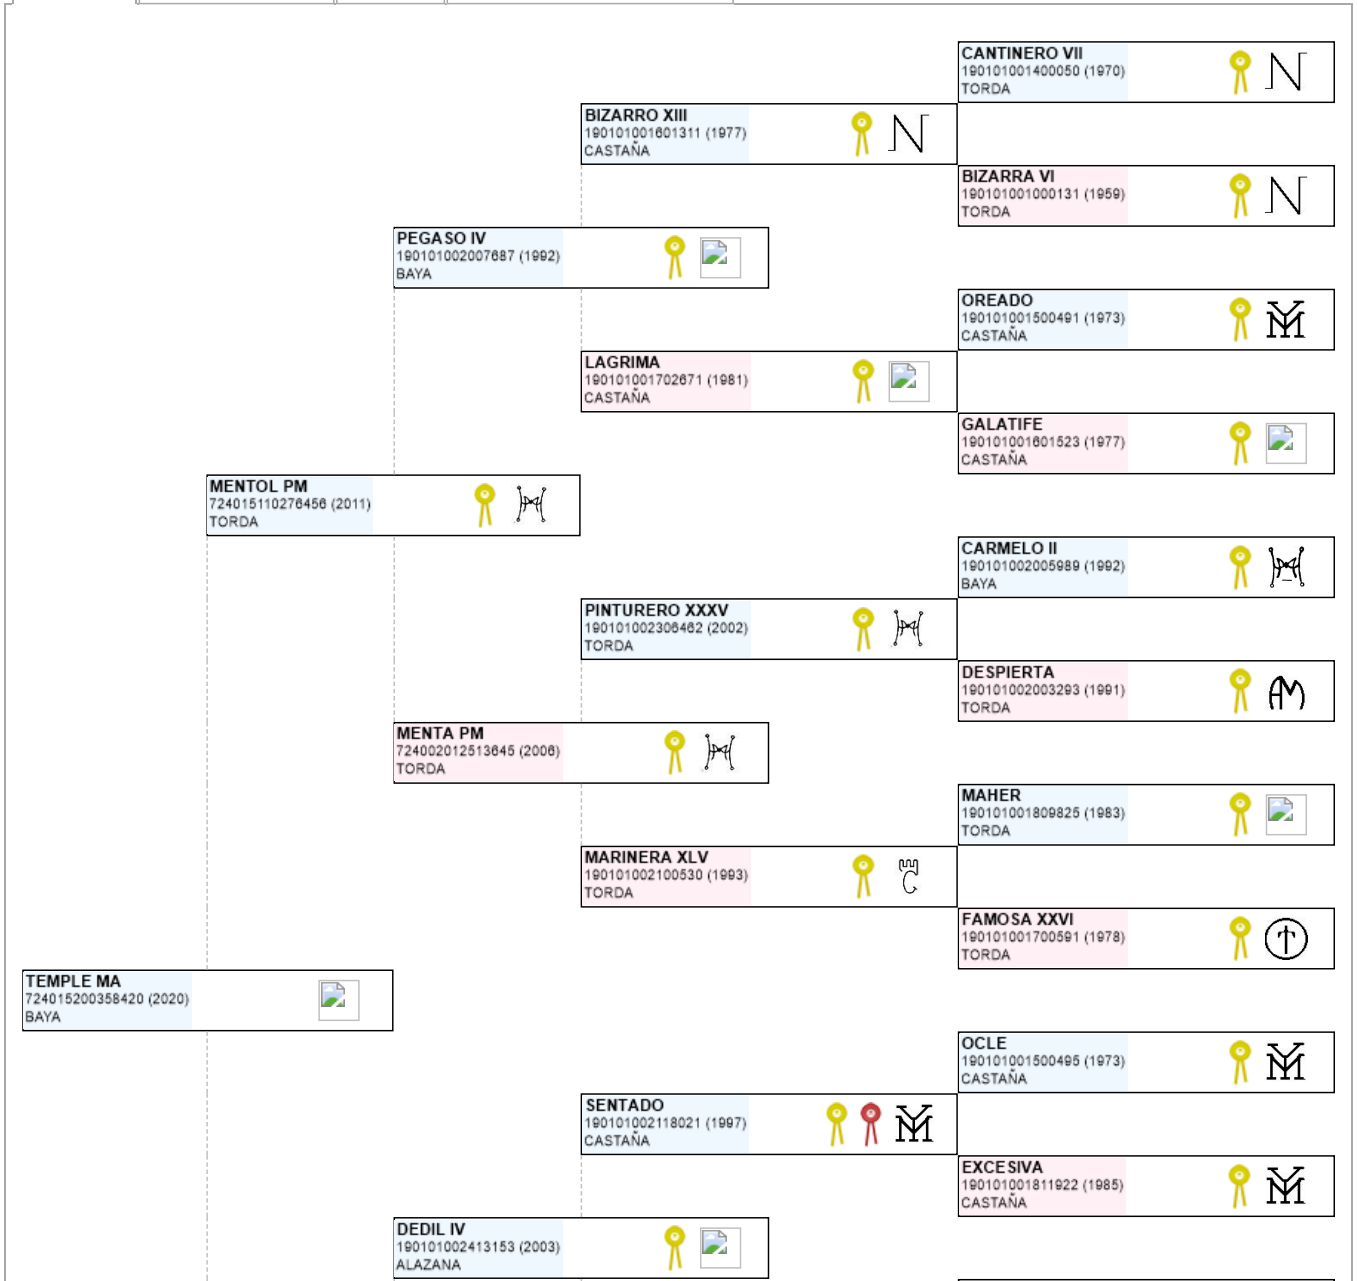 CANTINERO VII
190101001400050 (1970)
TORDA
BIZARRO XIII
190101001601311 (1977)
CASTAÑA
BIZARRA VI
190101001000131 (1959)
TORDA
PEGASO IV
190101002007687 (1992)
BAYA
OREADO
190101001500491 (1973)
CASTAÑA
LAGRIMA
190101001702671 (1981)
CASTAÑA
GALATIFE
190101001601523 (1977)
CASTAÑA
MENTOL PM
724015110276456 (2011)
TORDA
CARMELO II
190101002005989 (1992)
BAYA
PINTURERO XXXV
190101002306462 (2002)
TORDA
DESPIERTA
190101002003293 (1991)
TORDA
MENTA PM
724002012513645 (2006)
TORDA
MAHER
190101001809825 (1983)
TORDA
MARINERA XLV
190101002100530 (1993)
TORDA
FAMOSA XXVI
190101001700591 (1978)
TORDA
TEMPLE MA
724015200358420 (2020)
BAYA
OCLE
190101001500495 (1973)
CASTAÑA
SENTADO
190101002118021 (1997)
CASTAÑA
EXCESIVA
190101001811922 (1985)
CASTAÑA
DEDIL IV
190101002413153 (2003)
ALAZANA